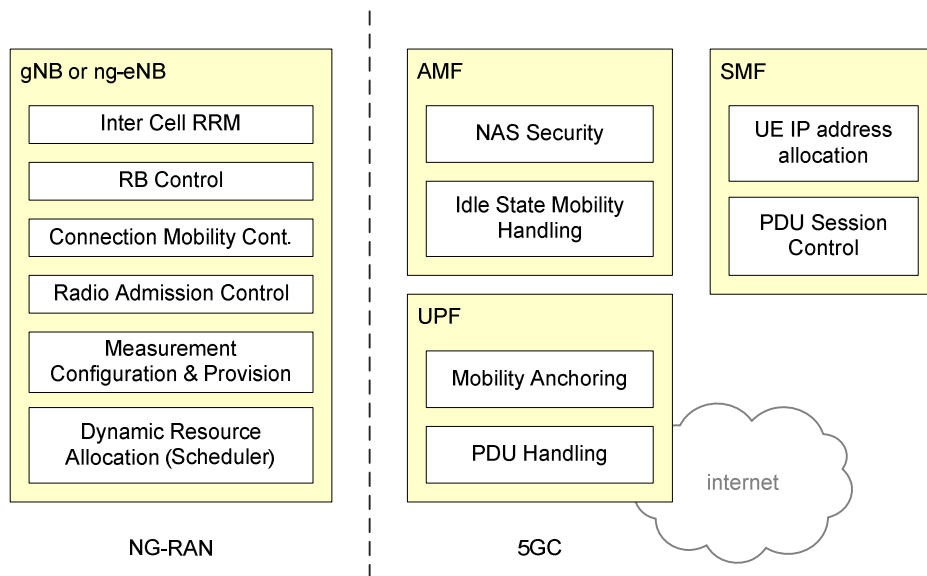 gNB or ng-eNB
Inter Cell RRM
RB Control
Connection Mobility Cont.
Radio Admission Control
Measurement
Configuration & Provision
Dynamic Resource
Allocation (Scheduler)
NG-RAN
AMF
NAS Security
Idle State Mobility
Handling
SMF
UE IP address
allocation
PDU Session
Control
UPF
Mobility Anchoring
PDU Handling
internet
5GC